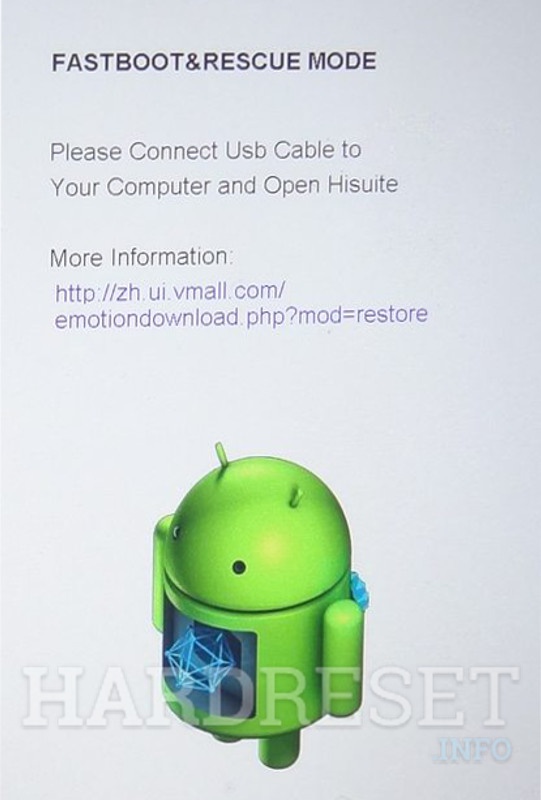 FASTBOOT&RESCUE MODE
Please Connect Usb Cable to
Your Computer and Open Hisuite
More Information:
http://zh.ui.vmall.com/
emotiondownload.php?mod=restore
HARDRESET
.INFO